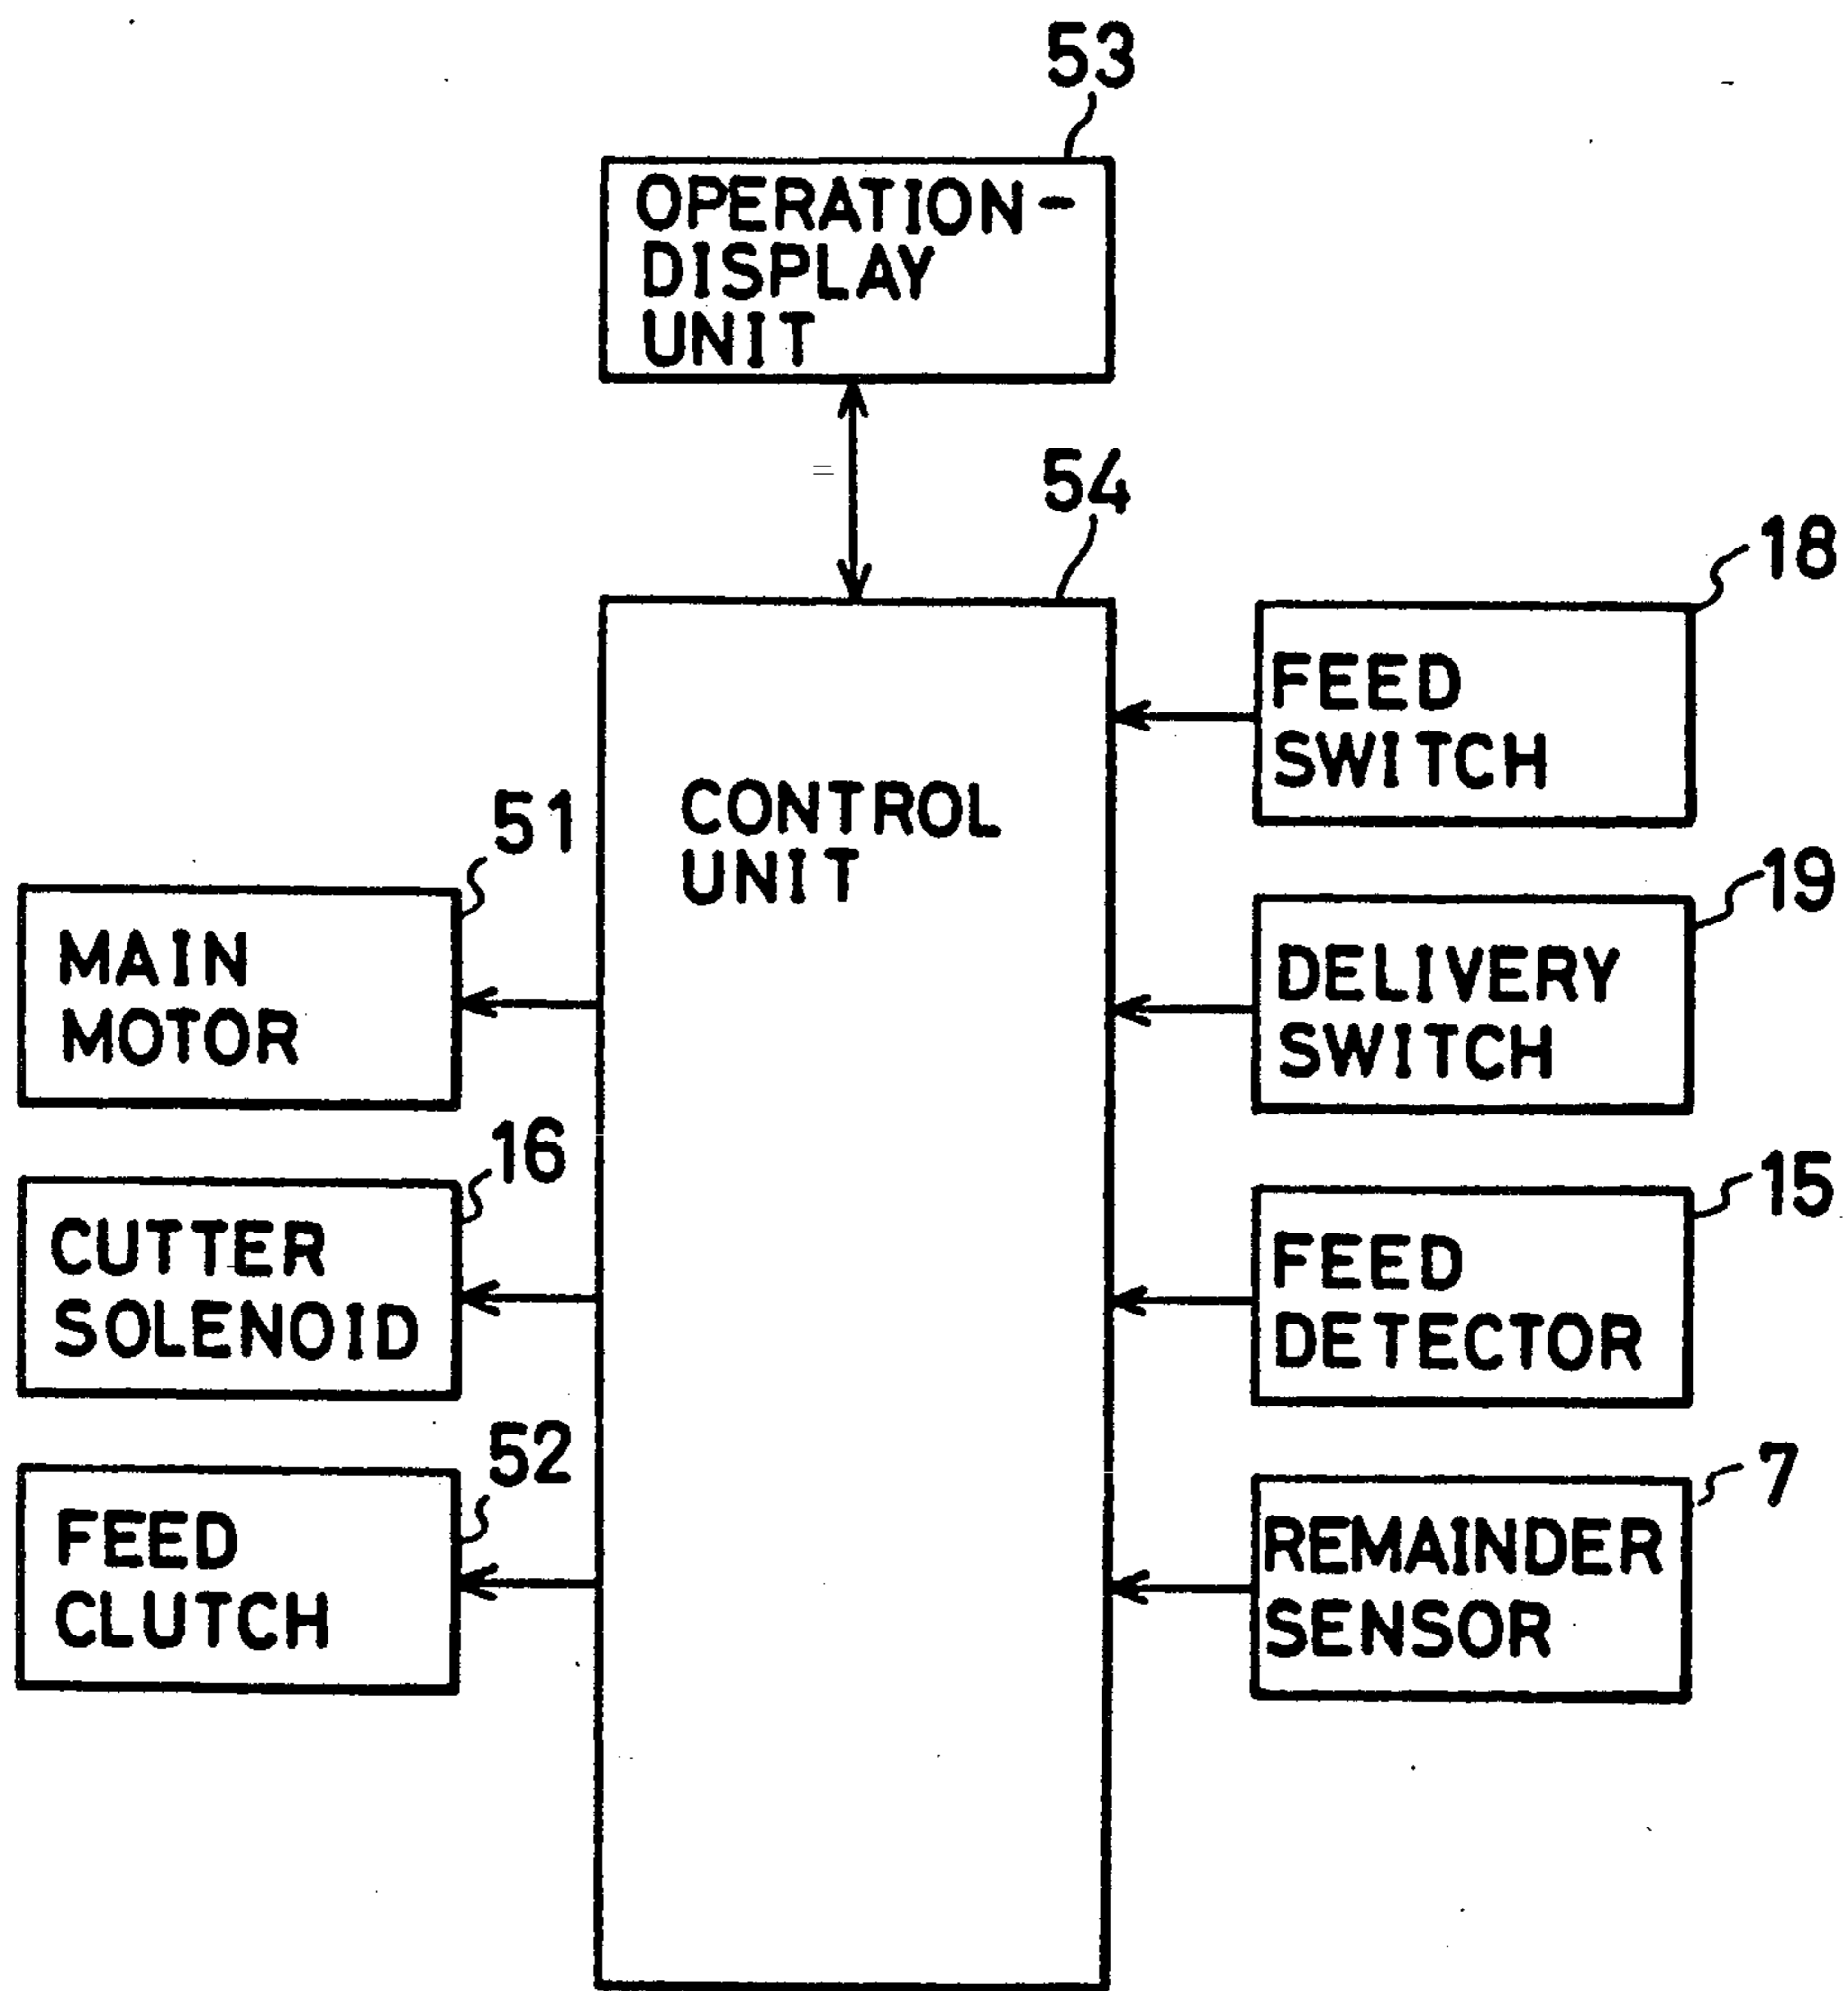 53
OPERATION-
DISPLAY
UNIT
54
CONTROL
UNIT
18
FEED
SWITCH
19
DELIVERY
SWITCH
15
FEED
DETECTOR
7
REMAINDER
SENSOR
51
MAIN
MOTOR
16
CUTTER
SOLENOID
52
FEED
CLUTCH